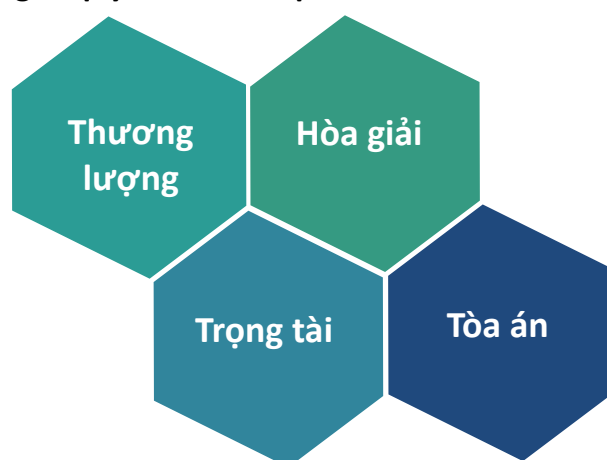 Thương
lượng
Hòa giải
Trọng tài
Tòa án